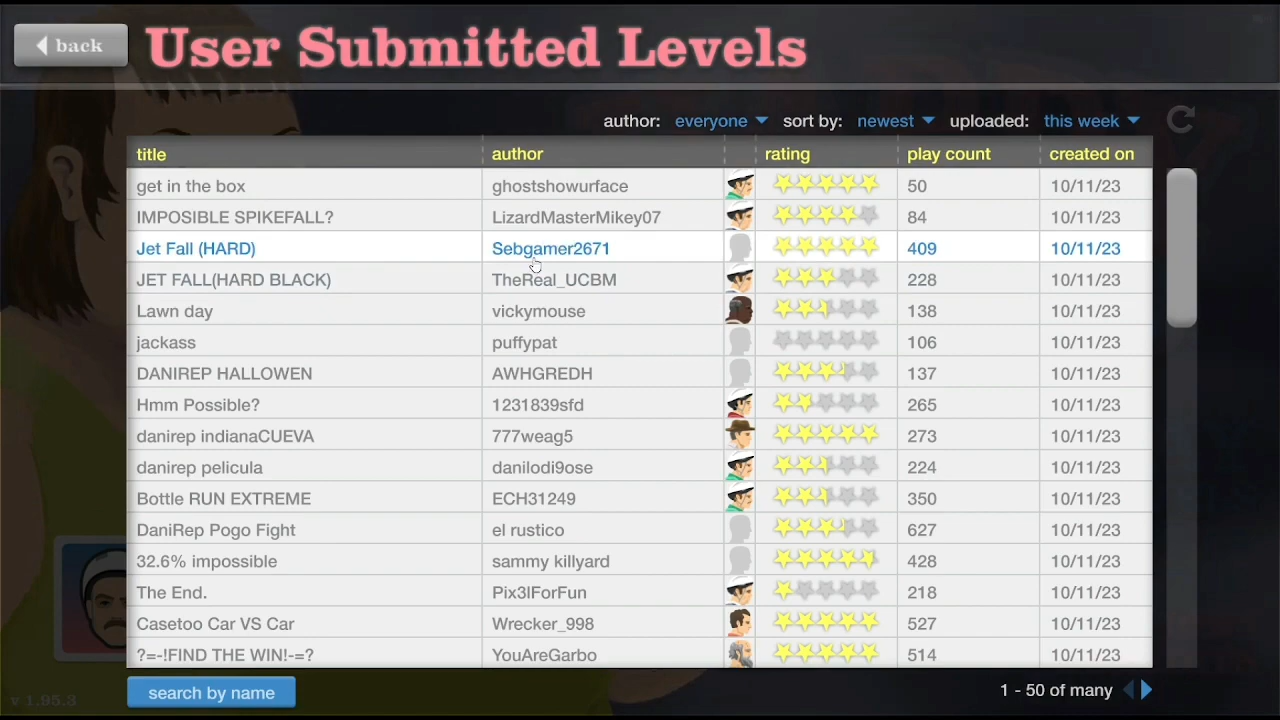 back
User Submitted Levels
author: everyone sort by: newest uploaded: this week
title author rating play count created on
get in the box ghostshowurface 50 10/11/23
IMPOSIBLE SPIKEFALL? LizardMasterMikey07 84 10/11/23
Jet Fall (HARD) Sebgamer2671 409 10/11/23
JET FALL(HARD BLACK) TheReal_UCBM 228 10/11/23
Lawn day vickymouse 138 10/11/23
jackass puffypat 106 10/11/23
DANIREP HALLOWEN AWHGREDH 137 10/11/23
Hmm Possible? 1231839sfd 265 10/11/23
danirep indianaCUEVA 777weag5 273 10/11/23
danirep pelicula danilodi9ose 224 10/11/23
Bottle RUN EXTREME ECH31249 350 10/11/23
DaniRep Pogo Fight el rustico 627 10/11/23
32.6% impossible sammy killyard 428 10/11/23
The End. Pix3lForFun 218 10/11/23
Casetoo Car VS Car Wrecker_998 527 10/11/23
?=-!FIND THE WIN!-=? YouAreGarbo 514 10/11/23
search by name 1 - 50 of many
v 1.95.3